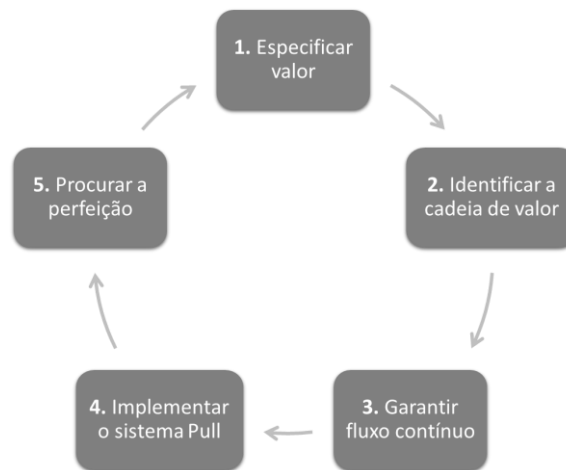 1. Especificar
valor
2. Identificar a
cadeia de valor
3. Garantir
fluxo contínuo
4. Implementar
o sistema Pull
5. Procurar a
perfeição